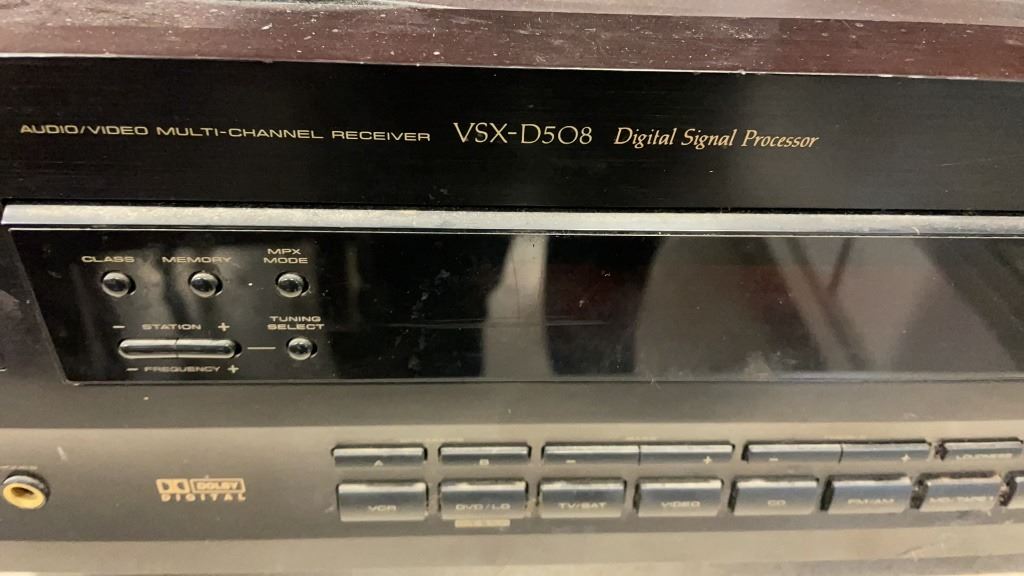 AUDIO/VIDEO MULTI-CHANNEL RECEIVER VSX-D508 Digital Signal Processor
CLASS MEMORY MPX MODE
− STATION + TUNING SELECT
− FREQUENCY +
A B − + − + LOUDNESS
DOLBY DIGITAL
VCR DVD/LD TV/SAT VIDEO CD FM/AM